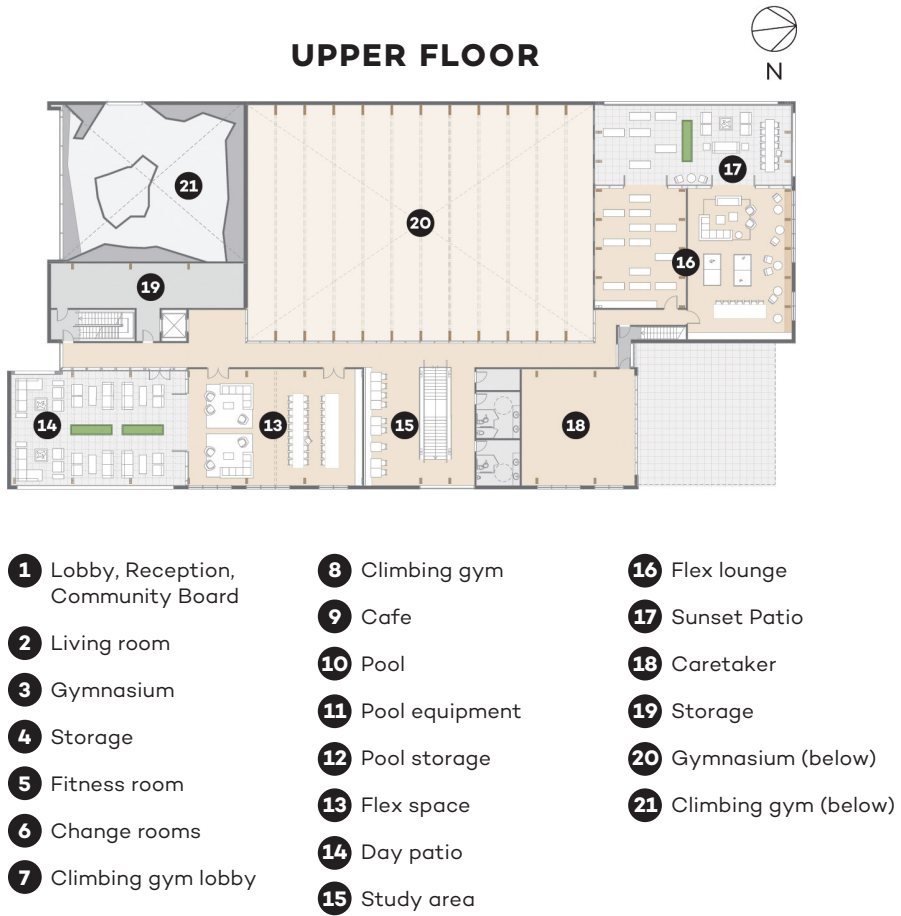 UPPER FLOOR
N
21
17
20
16
19
14
13
15
18
1 Lobby, Reception,
Community Board
2 Living room
3 Gymnasium
4 Storage
5 Fitness room
6 Change rooms
7 Climbing gym lobby
8 Climbing gym
9 Cafe
10 Pool
11 Pool equipment
12 Pool storage
13 Flex space
14 Day patio
15 Study area
16 Flex lounge
17 Sunset Patio
18 Caretaker
19 Storage
20 Gymnasium (below)
21 Climbing gym (below)